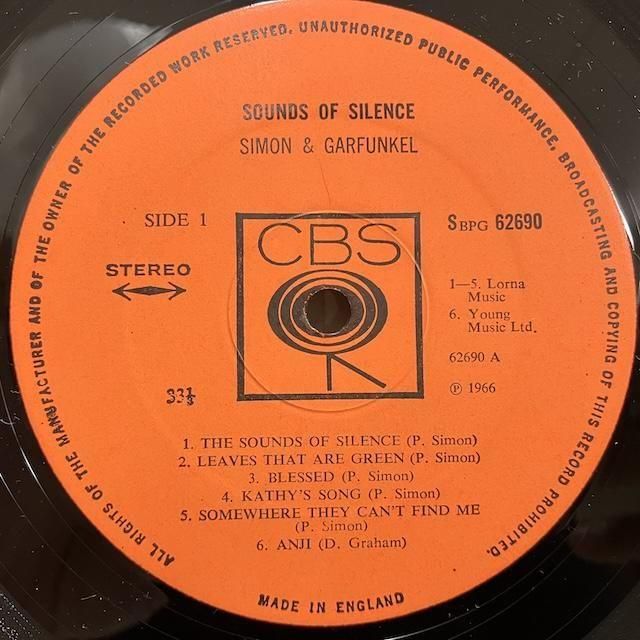 ALL RIGHTS OF THE MANUFACTURER AND OF THE OWNER OF THE RECORDED WORK RESERVED. UNAUTHORIZED PUBLIC PERFORMANCE, BROADCASTING AND COPYING OF THIS RECORD PROHIBITED.
SOUNDS OF SILENCE
SIMON & GARFUNKEL
SIDE 1
SBPG 62690
CBS
STEREO
1—5. Lorna
Music
6. Young
Music Ltd.
62690 A
33⅓
℗ 1966
1. THE SOUNDS OF SILENCE (P. Simon)
2. LEAVES THAT ARE GREEN (P. Simon)
3. BLESSED (P. Simon)
4. KATHY'S SONG (P. Simon)
5. SOMEWHERE THEY CAN'T FIND ME
(P. Simon)
6. ANJI (D. Graham)
MADE IN ENGLAND